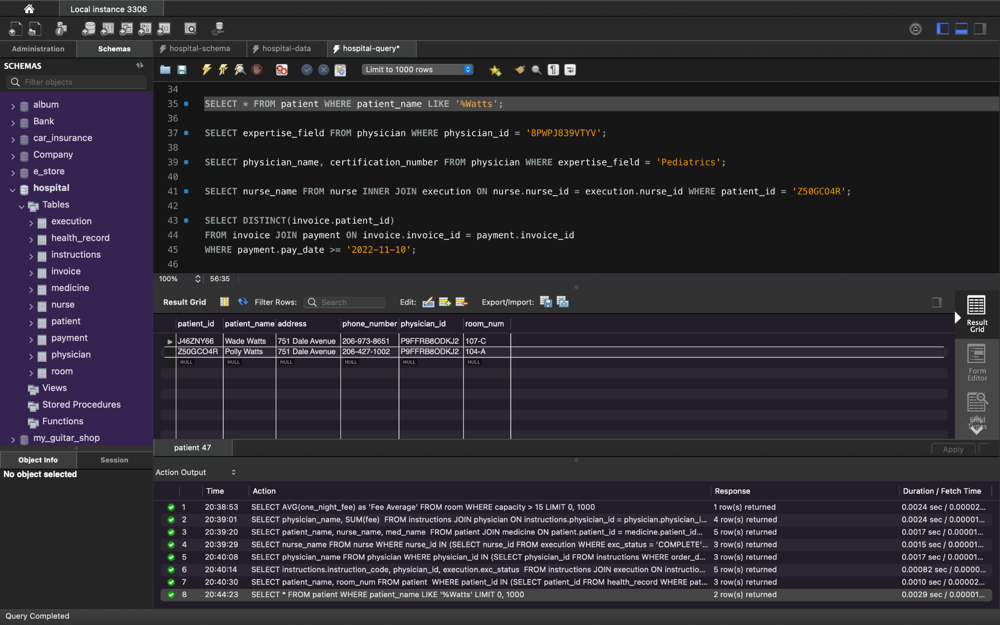 Local instance 3306
Administration
Schemas
hospital-schema
hospital-data
hospital-query*
SCHEMAS
Filter objects
Limit to 1000 rows
album
Bank
car_insurance
Company
e_store
hospital
Tables
execution
health_record
instructions
invoice
medicine
nurse
patient
payment
physician
room
Views
Stored Procedures
Functions
my_guitar_shop
Object Info
Session
No object selected
34
35 SELECT * FROM patient WHERE patient_name LIKE '%Watts';
36
37 SELECT expertise_field FROM physician WHERE physician_id = '8PWPJ839VTYV';
38
39 SELECT physician_name, certification_number FROM physician WHERE expertise_field = 'Pediatrics';
40
41 SELECT nurse_name FROM nurse INNER JOIN execution ON nurse.nurse_id = execution.nurse_id WHERE patient_id = 'Z50GCO4R';
42
43 SELECT DISTINCT(invoice.patient_id)
44 FROM invoice JOIN payment ON invoice.invoice_id = payment.invoice_id
45 WHERE payment.pay_date >= '2022-11-10';
46
100% 56:35
Result Grid Filter Rows: Search Edit: Export/Import:
patient_id patient_name address phone_number physician_id room_num
J46ZNY66 Wade Watts 751 Dale Avenue 206-973-8651 P9FFRB8ODKJ2 107-C
Z50GCO4R Polly Watts 751 Dale Avenue 206-427-1002 P9FFRB8ODKJ2 104-A
NULL NULL NULL NULL NULL NULL
Result
Grid
Form
Editor
Field
Types
patient 47
Apply
Action Output
Time Action Response Duration / Fetch Time
1 20:38:53 SELECT AVG(one_night_fee) as 'Fee Average' FROM room WHERE capacity > 15 LIMIT 0, 1000 1 row(s) returned 0.0024 sec / 0.00002...
2 20:39:01 SELECT physician_name, SUM(fee)  FROM instructions JOIN physician ON instructions.physician_id = physician.physician_i... 4 row(s) returned 0.0024 sec / 0.00001...
3 20:39:20 SELECT patient_name, nurse_name, med_name  FROM patient JOIN medicine ON patient.patient_id = medicine.patient_id... 5 row(s) returned 0.0017 sec / 0.00001...
4 20:39:29 SELECT nurse_name FROM nurse WHERE nurse_id IN (SELECT nurse_id FROM execution WHERE exc_status = 'COMPLETE'... 3 row(s) returned 0.0015 sec / 0.00001...
5 20:40:08 SELECT physician_name FROM physician WHERE physician_id IN (SELECT physician_id FROM instructions WHERE order_d... 3 row(s) returned 0.0017 sec / 0.00001...
6 20:40:14 SELECT instructions.instruction_code, physician_id, execution.exc_status  FROM instructions JOIN execution ON instructio... 5 row(s) returned 0.00082 sec / 0.0000...
7 20:40:30 SELECT patient_name, room_num FROM patient  WHERE patient_id IN (SELECT patient_id FROM health_record WHERE pat... 3 row(s) returned 0.0010 sec / 0.00002...
8 20:44:23 SELECT * FROM patient WHERE patient_name LIKE '%Watts' LIMIT 0, 1000 2 row(s) returned 0.0029 sec / 0.00001...
Query Completed